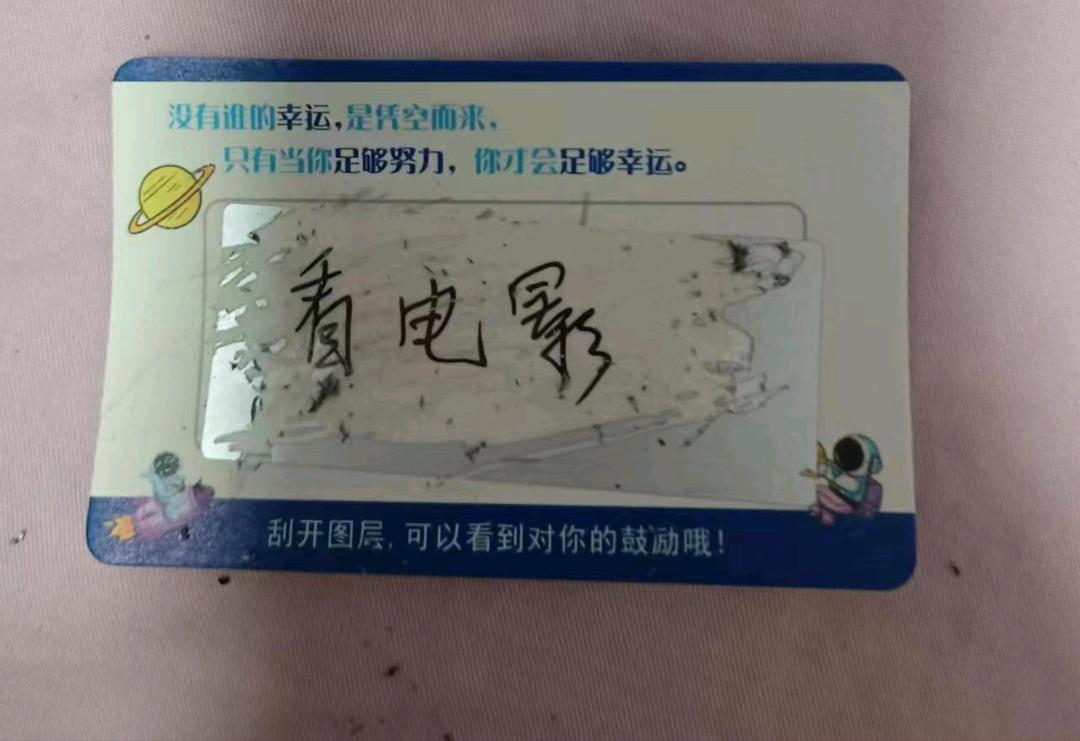 没有谁的幸运,是凭空而来,
只有当你足够努力,你才会足够幸运。
看电影
刮开图层,可以看到对你的鼓励哦!